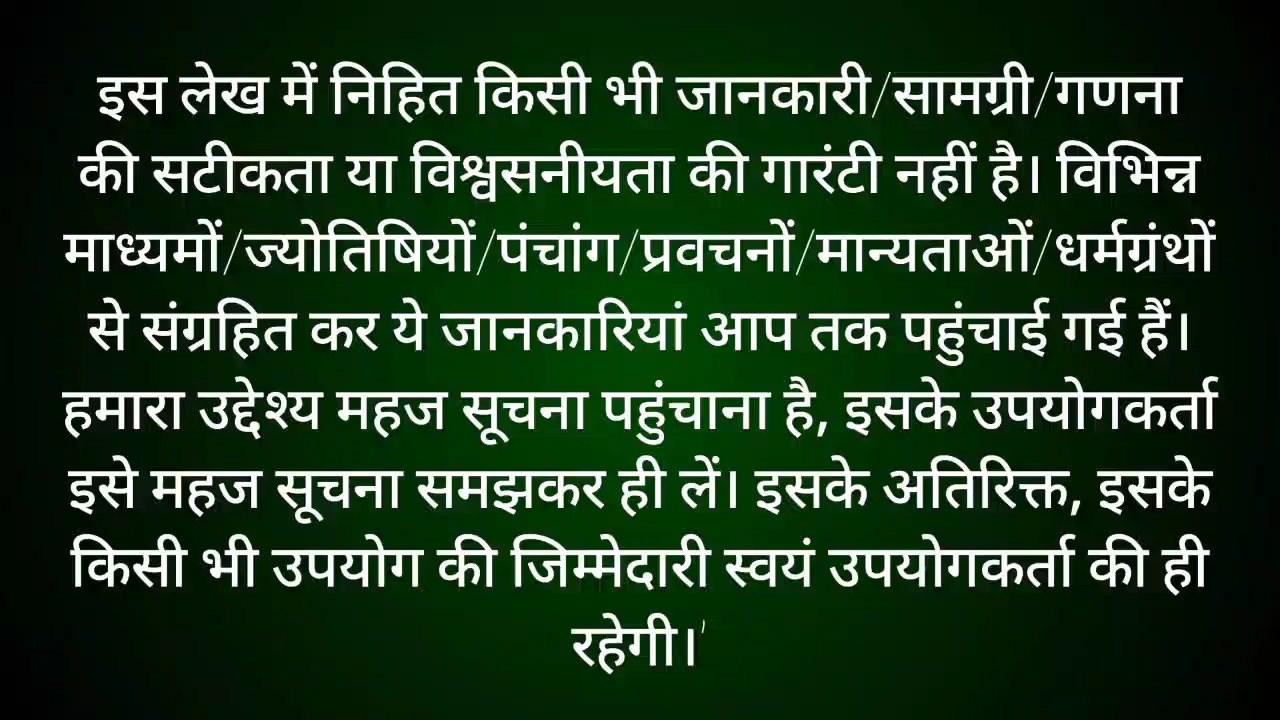 इस लेख में निहित किसी भी जानकारी/सामग्री/गणना
की सटीकता या विश्वसनीयता की गारंटी नहीं है। विभिन्न
माध्यमों/ज्योतिषियों/पंचांग/प्रवचनों/मान्यताओं/धर्मग्रंथों
से संग्रहित कर ये जानकारियां आप तक पहुंचाई गई हैं।
हमारा उद्देश्य महज सूचना पहुंचाना है, इसके उपयोगकर्ता
इसे महज सूचना समझकर ही लें। इसके अतिरिक्त, इसके
किसी भी उपयोग की जिम्मेदारी स्वयं उपयोगकर्ता की ही
रहेगी।'